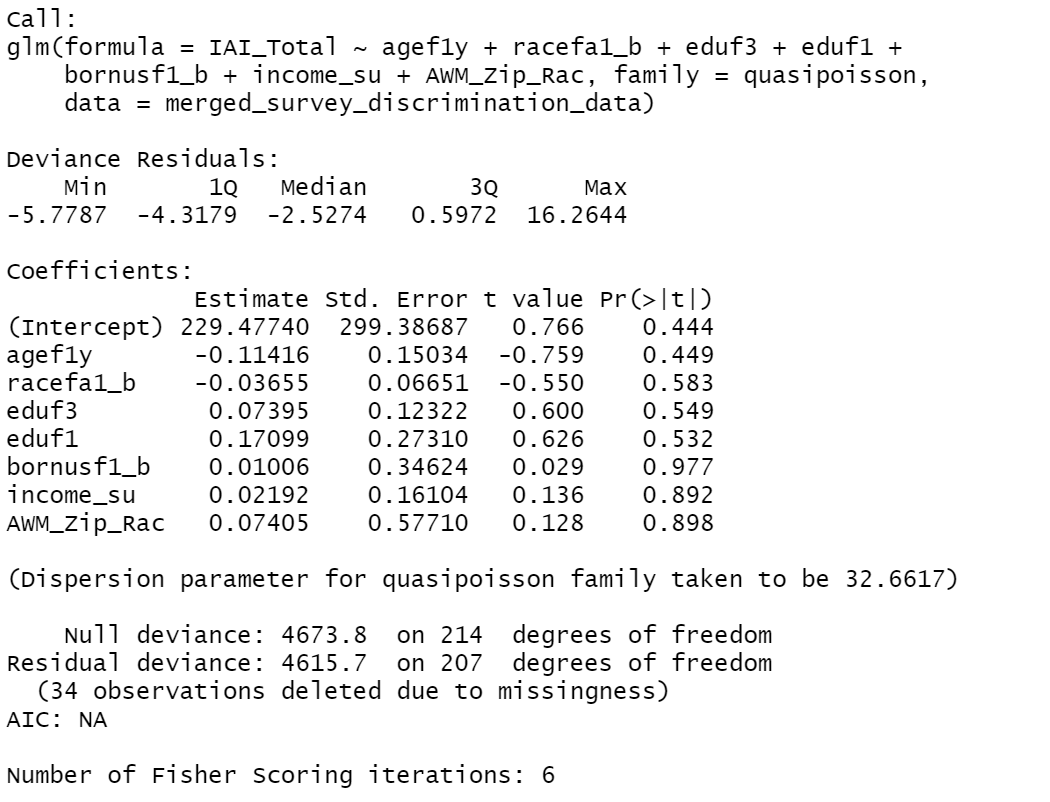 Call:
glm(formula = IAI_Total ~ agef1y + racefa1_b + eduf3 + eduf1 +
    bornusf1_b + income_su + AWM_Zip_Rac, family = quasipoisson,
    data = merged_survey_discrimination_data)

Deviance Residuals:
    Min       1Q   Median       3Q      Max
-5.7787  -4.3179  -2.5274   0.5972  16.2644

Coefficients:
             Estimate Std. Error t value Pr(>|t|)
(Intercept) 229.47740  299.38687   0.766    0.444
agef1y       -0.11416    0.15034  -0.759    0.449
racefa1_b    -0.03655    0.06651  -0.550    0.583
eduf3         0.07395    0.12322   0.600    0.549
eduf1         0.17099    0.27310   0.626    0.532
bornusf1_b    0.01006    0.34624   0.029    0.977
income_su     0.02192    0.16104   0.136    0.892
AWM_Zip_Rac   0.07405    0.57710   0.128    0.898

(Dispersion parameter for quasipoisson family taken to be 32.6617)

    Null deviance: 4673.8  on 214  degrees of freedom
Residual deviance: 4615.7  on 207  degrees of freedom
  (34 observations deleted due to missingness)
AIC: NA

Number of Fisher Scoring iterations: 6